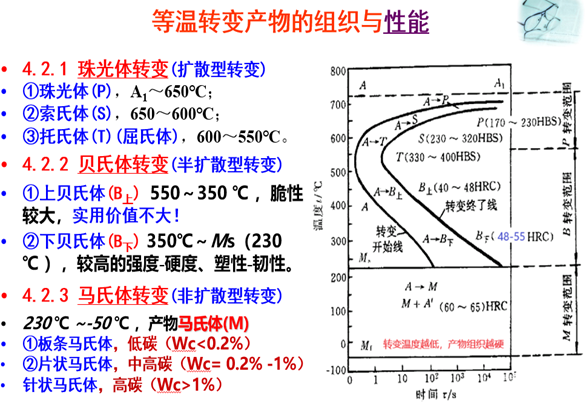 等温转变产物的组织与性能
• 4.2.1 珠光体转变(扩散型转变)
• ①珠光体(P)，A1～650℃；
• ②索氏体(S)，650～600℃；
• ③托氏体(T)(屈氏体)，600～550℃。
• 4.2.2 贝氏体转变(半扩散型转变)
• ①上贝氏体(B上) 550～350 ℃ ，脆性
较大，实用价值不大！
• ②下贝氏体(B下) 350℃～Ms（230
℃ ），较高的强度-硬度、塑性-韧性。
• 4.2.3 马氏体转变(非扩散型转变)
• 230℃ ~-50℃ ，产物马氏体(M)
• ①板条马氏体，低碳（Wc<0.2%）
• ②片状马氏体，中高碳（Wc= 0.2% -1%）
• 针状马氏体，高碳（Wc>1%）
800
700
600
500
400
300
200
200
100
0
-100
温度 t/℃
A
A1
A→P
P(170～230HBS)
A→S
S(230～320HBS)
A→T
T(330～400HBS)
A→B上
B上(40～48HRC)
转变终了线
A
转变
开始线
A→B下
B下( 48-55 HRC)
Ms
A→M
M+A'
(60～65)HRC
Mf
转变温度越低，产物组织越硬
0 1 10 10² 10³ 10⁴ 10⁵
时间 τ/s
P 转变范围
B 转变范围
M 转变范围